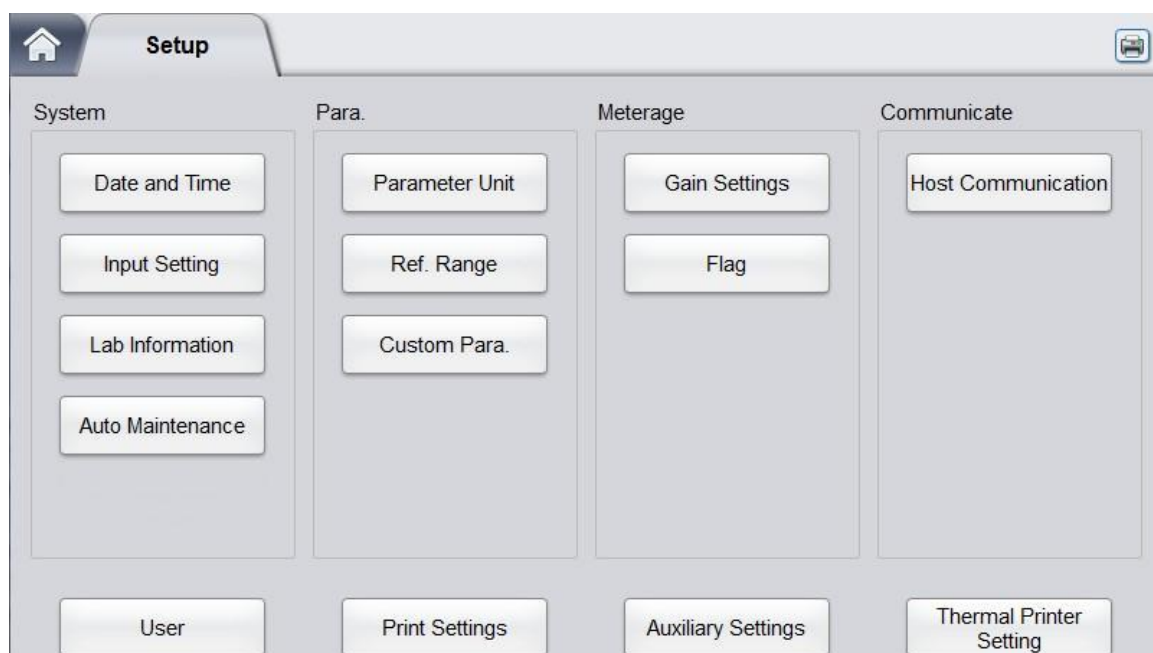 Setup
System
Para.
Meterage
Communicate
Date and Time
Parameter Unit
Gain Settings
Host Communication
Input Setting
Ref. Range
Flag
Lab Information
Custom Para.
Auto Maintenance
User
Print Settings
Auxiliary Settings
Thermal Printer
Setting